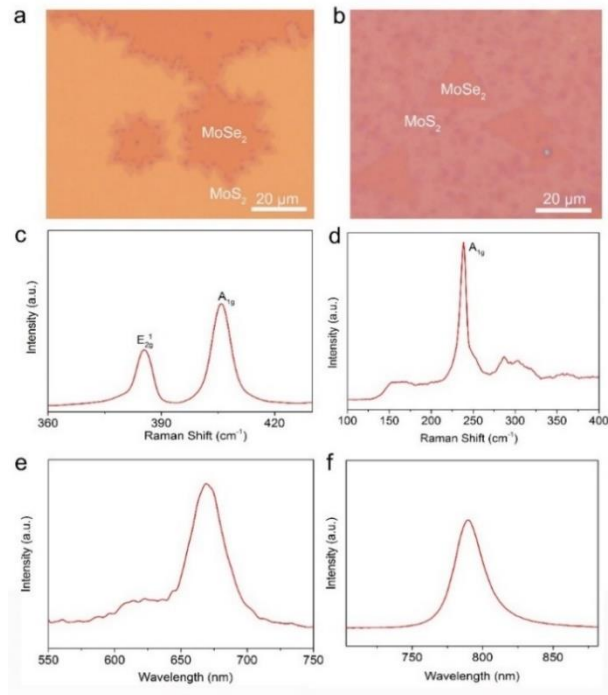 a
MoSe2
MoS2
20 μm
b
MoSe2
MoS2
20 μm
c
Intensity (a.u.)
E2g1
A1g
360
390
420
Raman Shift (cm-1)
d
Intensity (a.u.)
A1g
100
150
200
250
300
350
400
Raman Shift (cm-1)
e
Intensity (a.u.)
550
600
650
700
750
Wavelength (nm)
f
Intensity (a.u.)
750
800
850
Wavelength (nm)